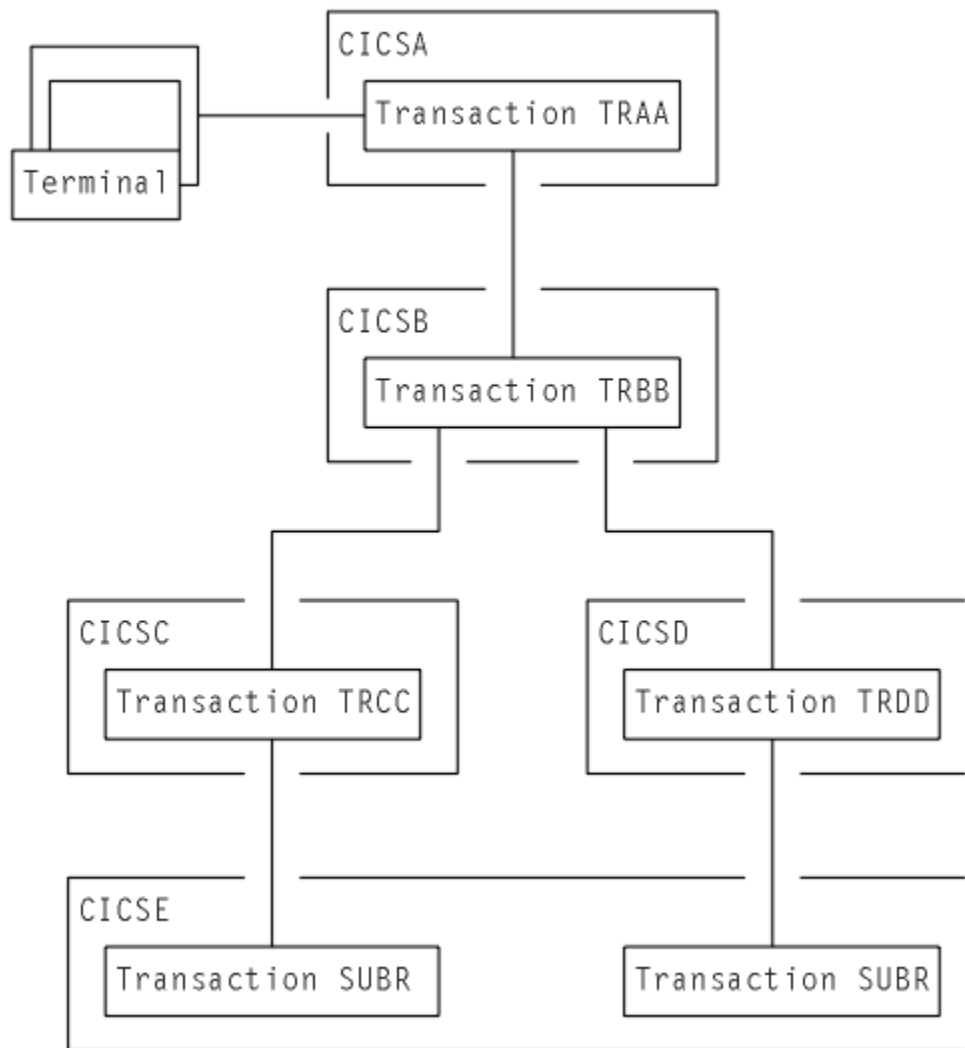 CICSA
Transaction TRAA
Terminal
CICSB
Transaction TRBB
CICSC
CICSD
Transaction TRCC
Transaction TRDD
CICSE
Transaction SUBR
Transaction SUBR